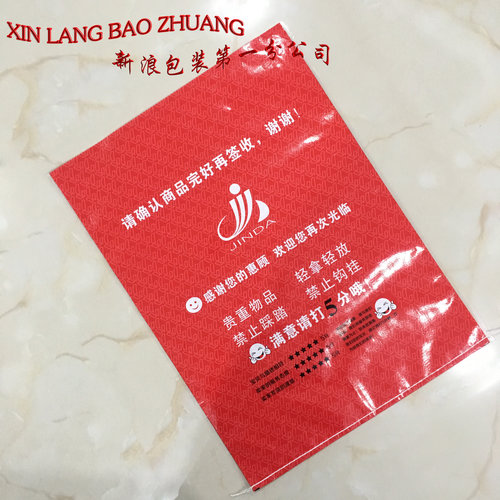 XIN LANG BAO ZHUANG
新浪包装第一分公司
请确认商品完好再签收，谢谢！
JINDA
感谢您的惠顾 欢迎您再次光临
贵重物品 轻拿轻放
禁止踩踏 禁止钩挂
满意请打5分哦